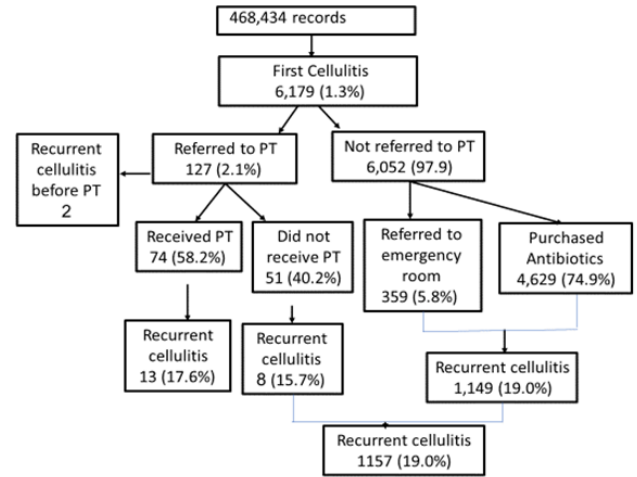 468,434 records
First Cellulitis
6,179 (1.3%)
Recurrent
cellulitis
before PT
2
Referred to PT
127 (2.1%)
Not referred to PT
6,052 (97.9)
Received PT
74 (58.2%)
Did not
receive PT
51 (40.2%)
Referred to
emergency
room
359 (5.8%)
Purchased
Antibiotics
4,629 (74.9%)
Recurrent
cellulitis
13 (17.6%)
Recurrent
cellulitis
8 (15.7%)
Recurrent cellulitis
1,149 (19.0%)
Recurrent cellulitis
1157 (19.0%)